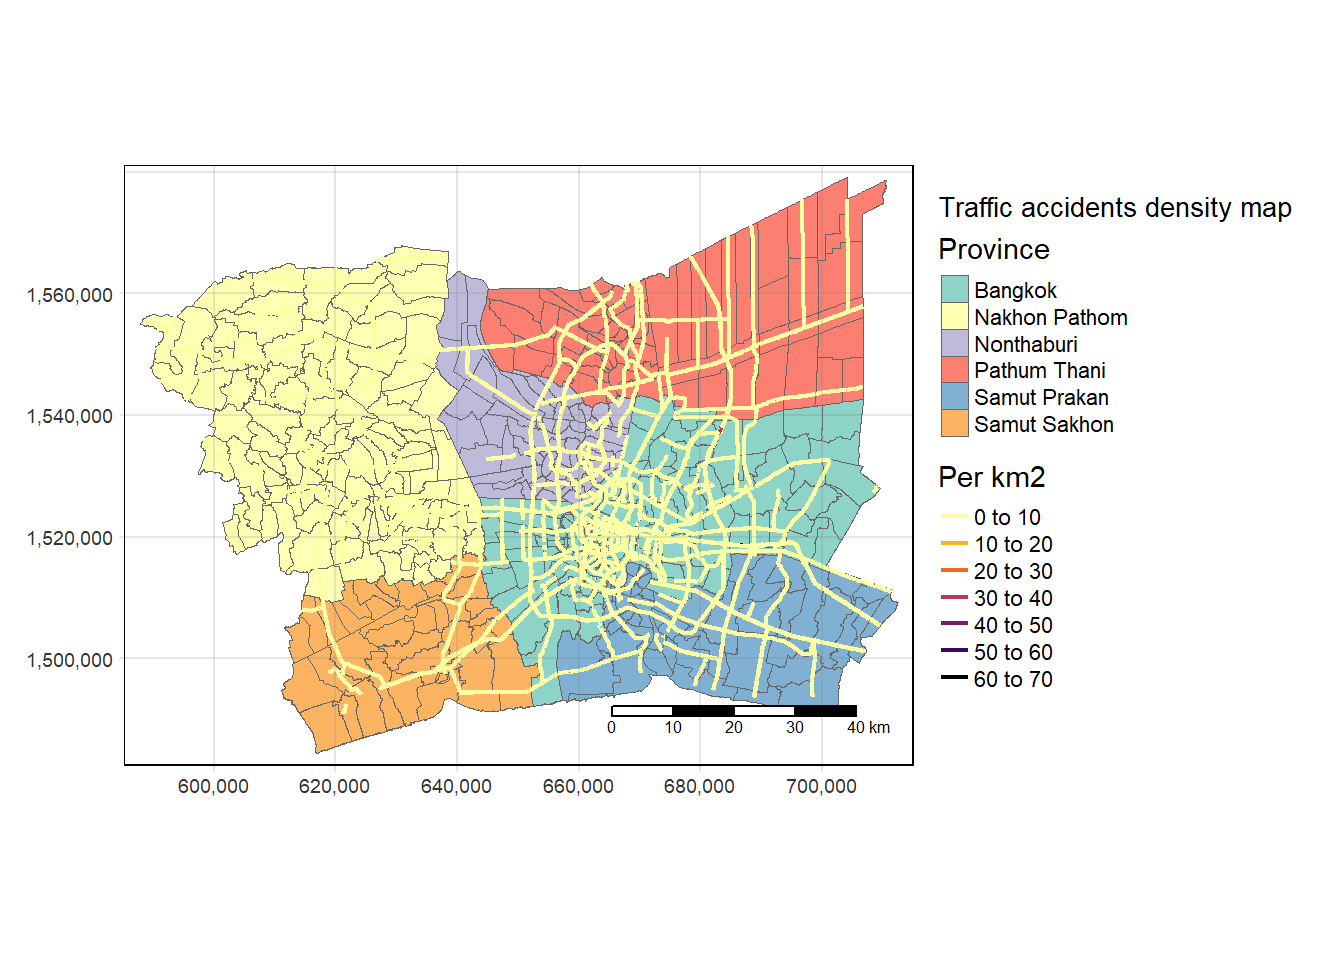 Traffic accidents density map
Province
Bangkok
Nakhon Pathom
Nonthaburi
Pathum Thani
Samut Prakan
Samut Sakhon
Per km2
0 to 10
10 to 20
20 to 30
30 to 40
40 to 50
50 to 60
60 to 70
1,560,000
1,540,000
1,520,000
1,500,000
0 10 20 30 40 km
600,000 620,000 640,000 660,000 680,000 700,000